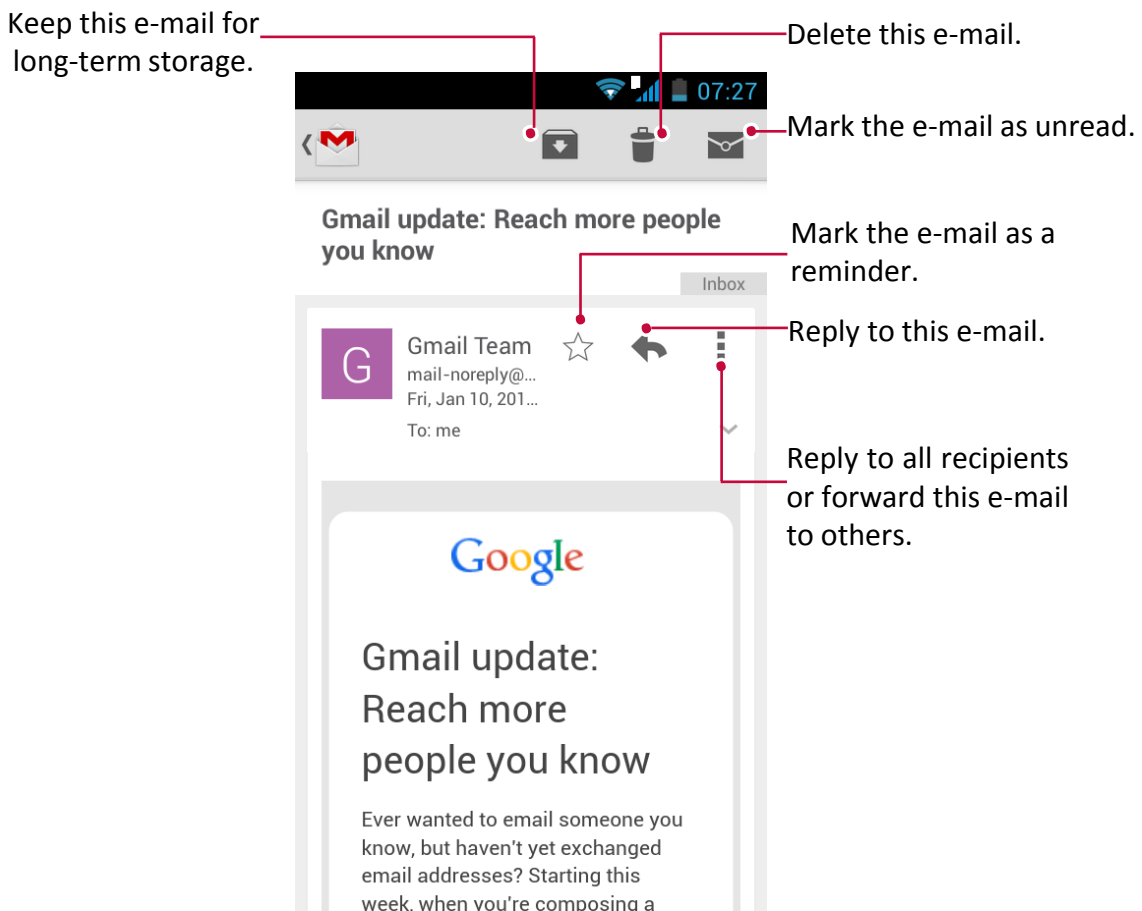 Keep this e-mail for
long-term storage.
Delete this e-mail.
07:27
Mark the e-mail as unread.
Gmail update: Reach more people
you know
Mark the e-mail as a
reminder.
Inbox
Reply to this e-mail.
G
Gmail Team
mail-noreply@...
Fri, Jan 10, 201...
To: me
Reply to all recipients
or forward this e-mail
to others.
Google
Gmail update:
Reach more
people you know
Ever wanted to email someone you
know, but haven't yet exchanged
email addresses? Starting this
week, when you're composing a